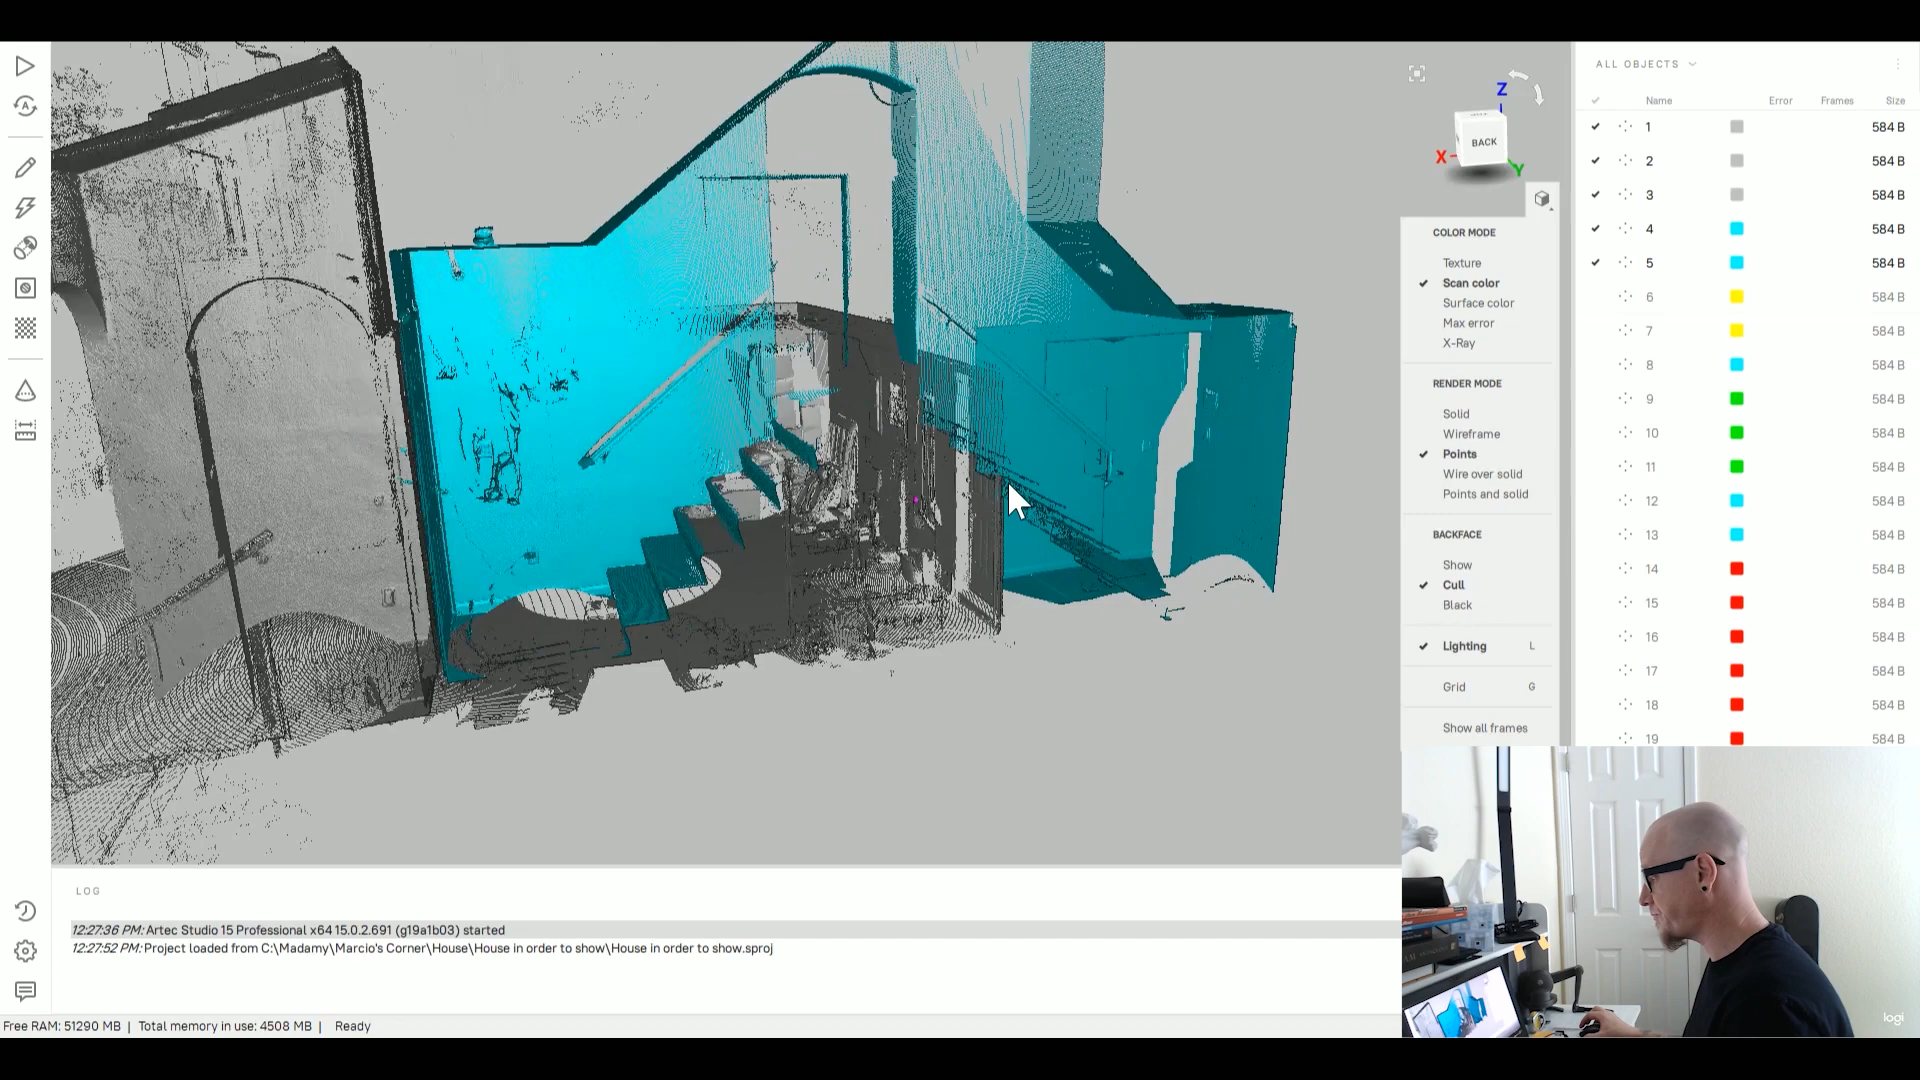 ALL OBJECTS
Name Error Frames Size
1 584 B
2 584 B
3 584 B
4 584 B
5 584 B
6 584 B
7 584 B
8 584 B
9 584 B
10 584 B
11 584 B
12 584 B
13 584 B
14 584 B
15 584 B
16 584 B
17 584 B
18 584 B
19 584 B
Z
BACK
X
Y
COLOR MODE
Texture
Scan color
Surface color
Max error
X-Ray
RENDER MODE
Solid
Wireframe
Points
Wire over solid
Points and solid
BACKFACE
Show
Cull
Black
Lighting L
Grid G
Show all frames
LOG
12:27:36 PM: Artec Studio 15 Professional x64 15.0.2.691 (g19a1b03) started
12:27:52 PM: Project loaded from C:\Madamy\Marcio's Corner\House\House in order to show\House in order to show.sproj
Free RAM: 51290 MB | Total memory in use: 4508 MB | Ready
logi